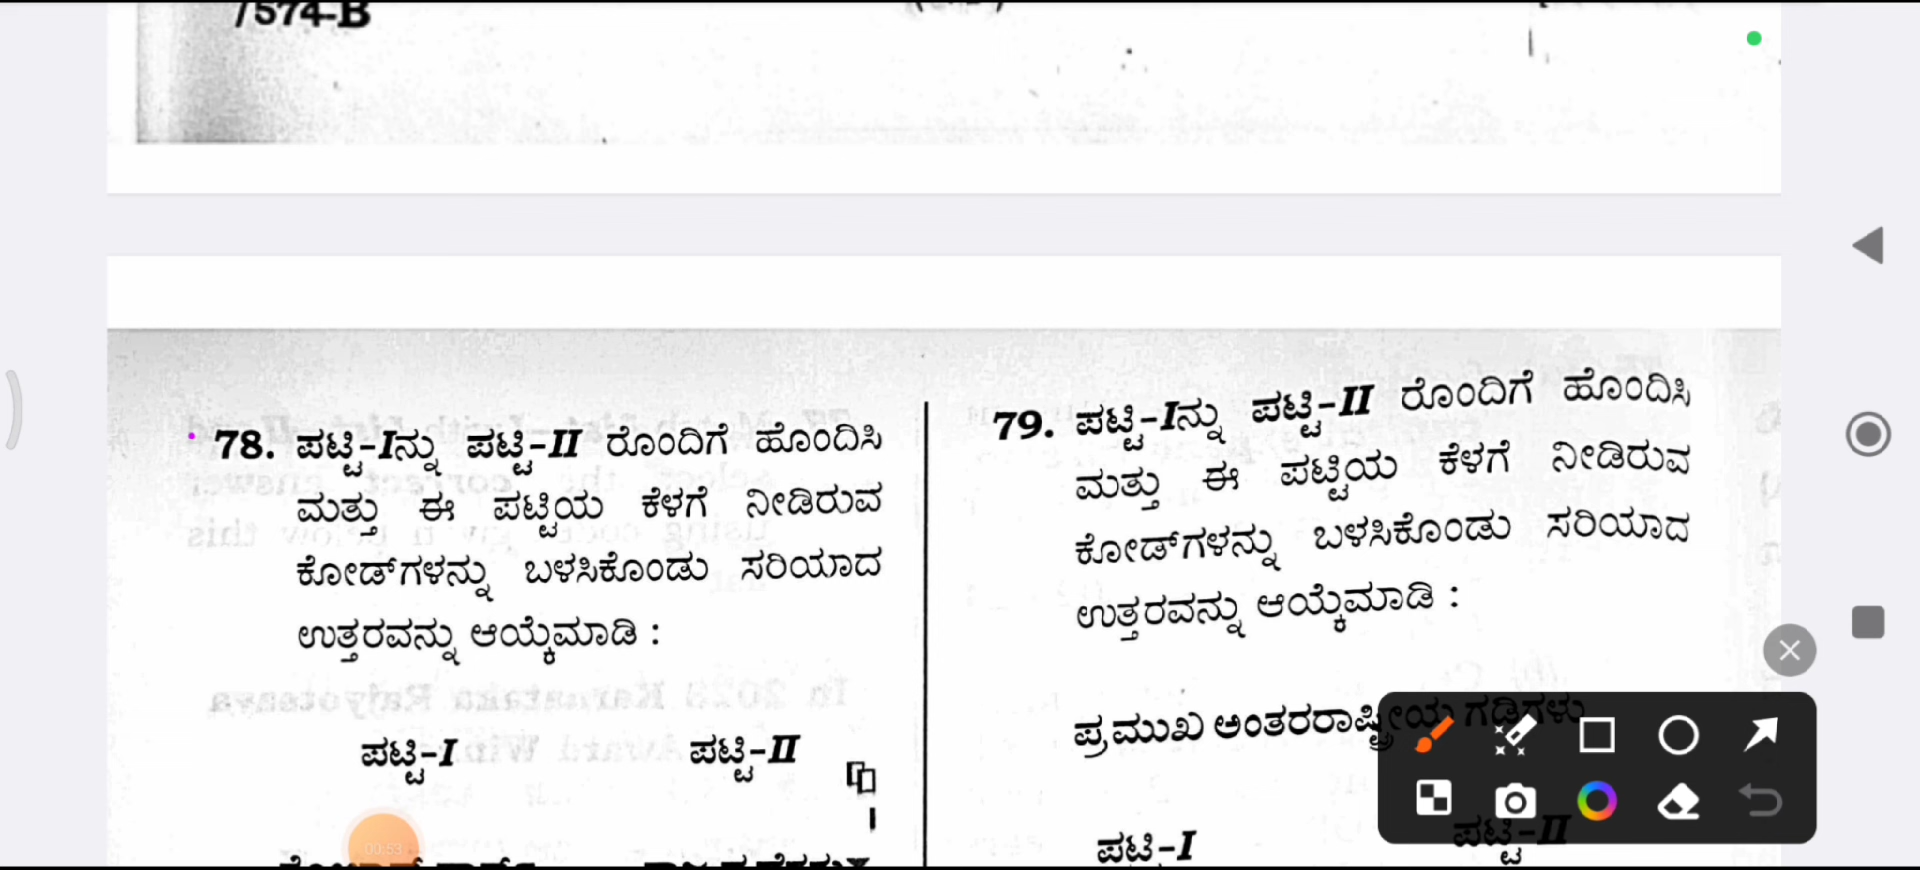 7574-B
78. ಪಟ್ಟಿ-Iನ್ನು ಪಟ್ಟಿ-II ರೊಂದಿಗೆ ಹೊಂದಿಸಿ
ಮತ್ತು ಈ ಪಟ್ಟಿಯ ಕೆಳಗೆ ನೀಡಿರುವ
ಕೋಡ್‌ಗಳನ್ನು ಬಳಸಿಕೊಂಡು ಸರಿಯಾದ
ಉತ್ತರವನ್ನು ಆಯ್ಕೆಮಾಡಿ :
ಪಟ್ಟಿ-I ಪಟ್ಟಿ-II
00:53
79. ಪಟ್ಟಿ-Iನ್ನು ಪಟ್ಟಿ-II ರೊಂದಿಗೆ ಹೊಂದಿಸಿ
ಮತ್ತು ಈ ಪಟ್ಟಿಯ ಕೆಳಗೆ ನೀಡಿರುವ
ಕೋಡ್‌ಗಳನ್ನು ಬಳಸಿಕೊಂಡು ಸರಿಯಾದ
ಉತ್ತರವನ್ನು ಆಯ್ಕೆಮಾಡಿ :
ಪ್ರಮುಖ ಅಂತರರಾಷ್ಟ್ರೀಯ ಗಡಿಗಳು
ಪಟ್ಟಿ-I ಪಟ್ಟಿ-II